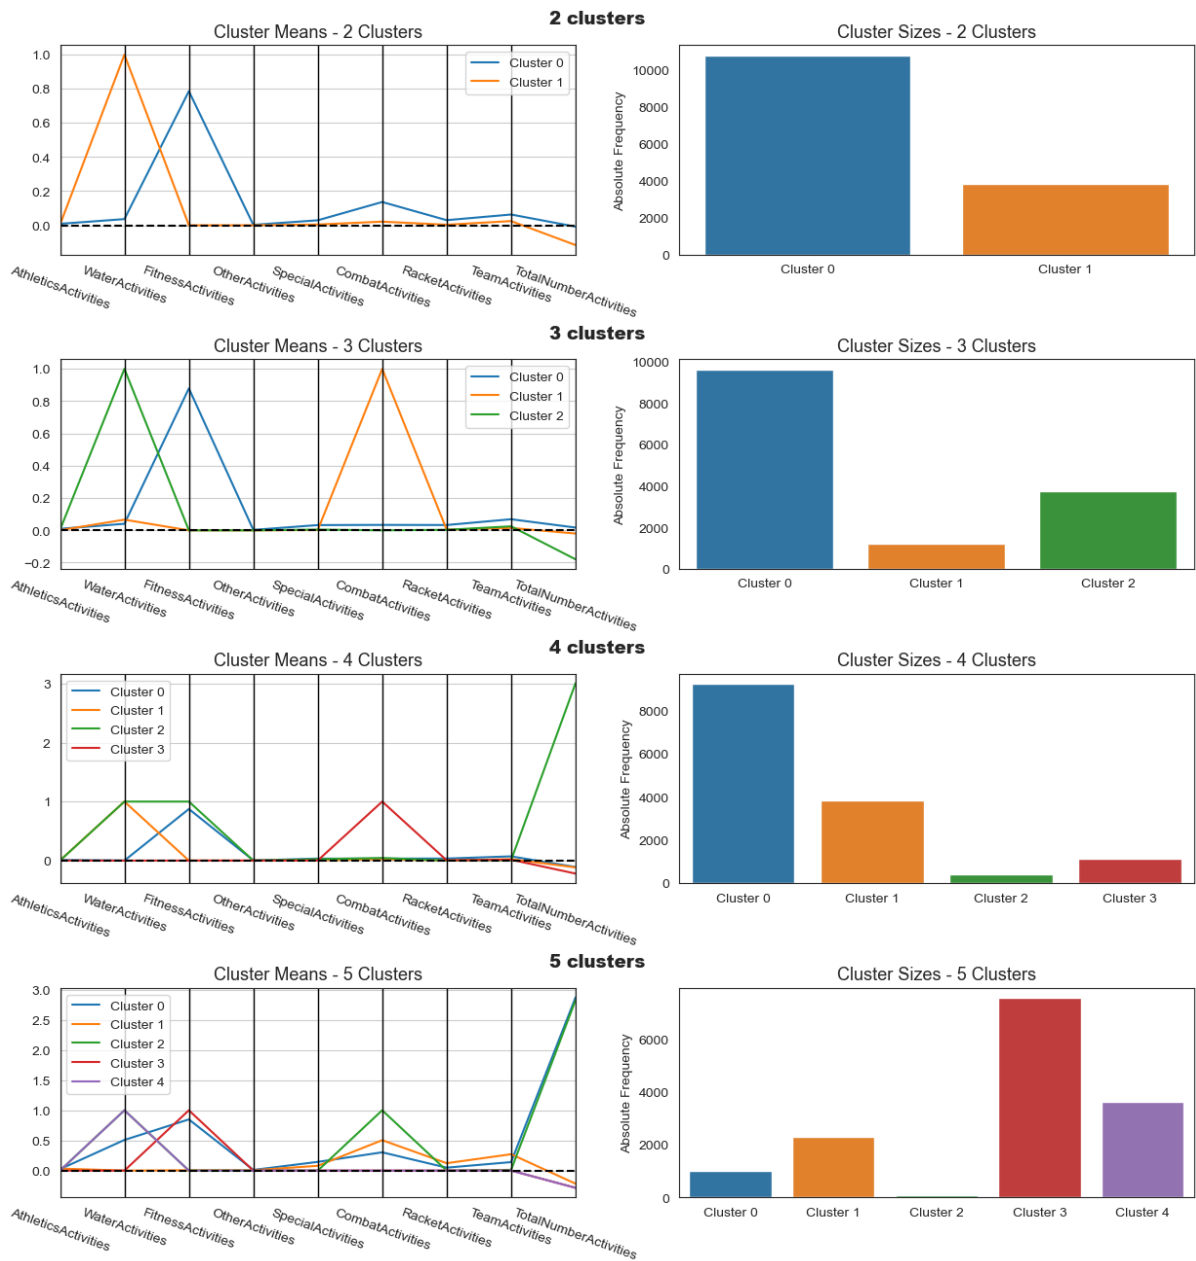 2 clusters
Cluster Means - 2 Clusters
1.0
0.8
0.6
0.4
0.2
0.0
Cluster 0
Cluster 1
AthleticsActivities
WaterActivities
FitnessActivities
OtherActivities
SpecialActivities
CombatActivities
RacketActivities
TeamActivities
TotalNumberActivities
Cluster Sizes - 2 Clusters
Absolute Frequency
10000
8000
6000
4000
2000
0
Cluster 0
Cluster 1
3 clusters
Cluster Means - 3 Clusters
1.0
0.8
0.6
0.4
0.2
0.0
−0.2
Cluster 0
Cluster 1
Cluster 2
AthleticsActivities
WaterActivities
FitnessActivities
OtherActivities
SpecialActivities
CombatActivities
RacketActivities
TeamActivities
TotalNumberActivities
Cluster Sizes - 3 Clusters
Absolute Frequency
10000
8000
6000
4000
2000
0
Cluster 0
Cluster 1
Cluster 2
4 clusters
Cluster Means - 4 Clusters
3
2
1
0
Cluster 0
Cluster 1
Cluster 2
Cluster 3
AthleticsActivities
WaterActivities
FitnessActivities
OtherActivities
SpecialActivities
CombatActivities
RacketActivities
TeamActivities
TotalNumberActivities
Cluster Sizes - 4 Clusters
Absolute Frequency
8000
6000
4000
2000
0
Cluster 0
Cluster 1
Cluster 2
Cluster 3
5 clusters
Cluster Means - 5 Clusters
3.0
2.5
2.0
1.5
1.0
0.5
0.0
Cluster 0
Cluster 1
Cluster 2
Cluster 3
Cluster 4
AthleticsActivities
WaterActivities
FitnessActivities
OtherActivities
SpecialActivities
CombatActivities
RacketActivities
TeamActivities
TotalNumberActivities
Cluster Sizes - 5 Clusters
Absolute Frequency
6000
4000
2000
0
Cluster 0
Cluster 1
Cluster 2
Cluster 3
Cluster 4